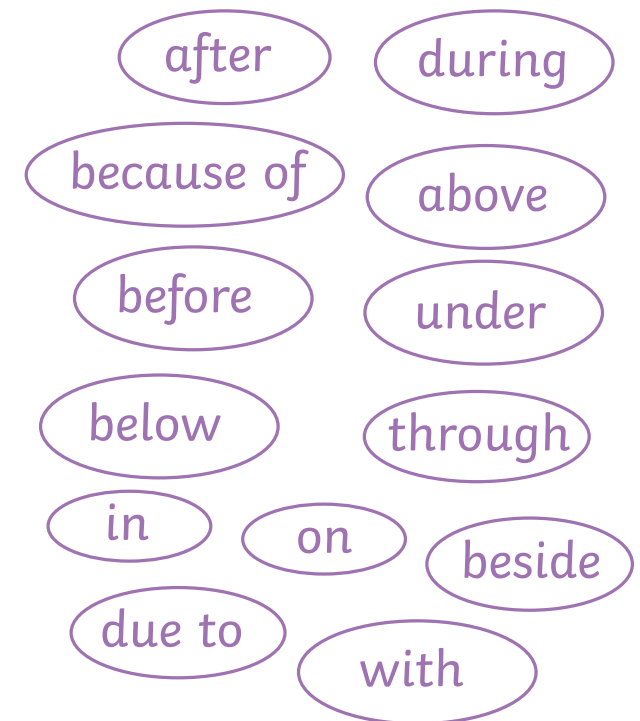 after
during
because of
above
before
under
below
through
in
on
beside
due to
with